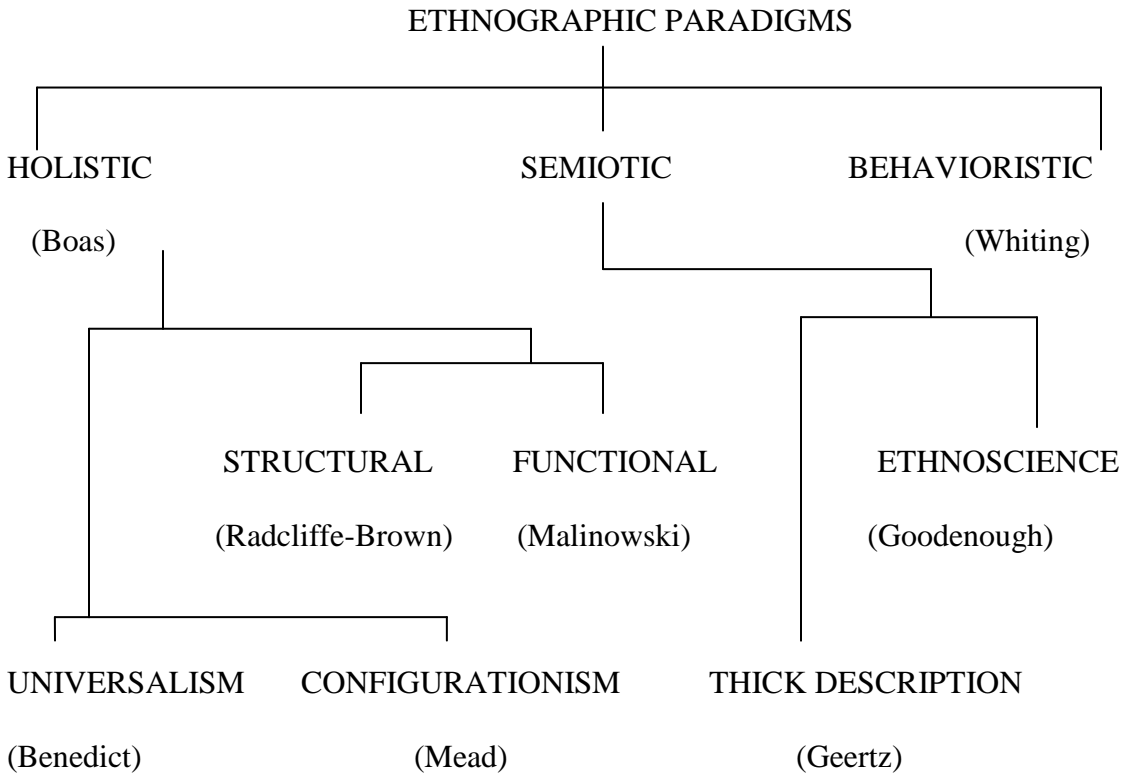 ETHNOGRAPHIC PARADIGMS
HOLISTIC SEMIOTIC BEHAVIORISTIC
(Boas) (Whiting)
STRUCTURAL FUNCTIONAL ETHNOSCIENCE
(Radcliffe-Brown) (Malinowski) (Goodenough)
UNIVERSALISM CONFIGURATIONISM THICK DESCRIPTION
(Benedict) (Mead) (Geertz)